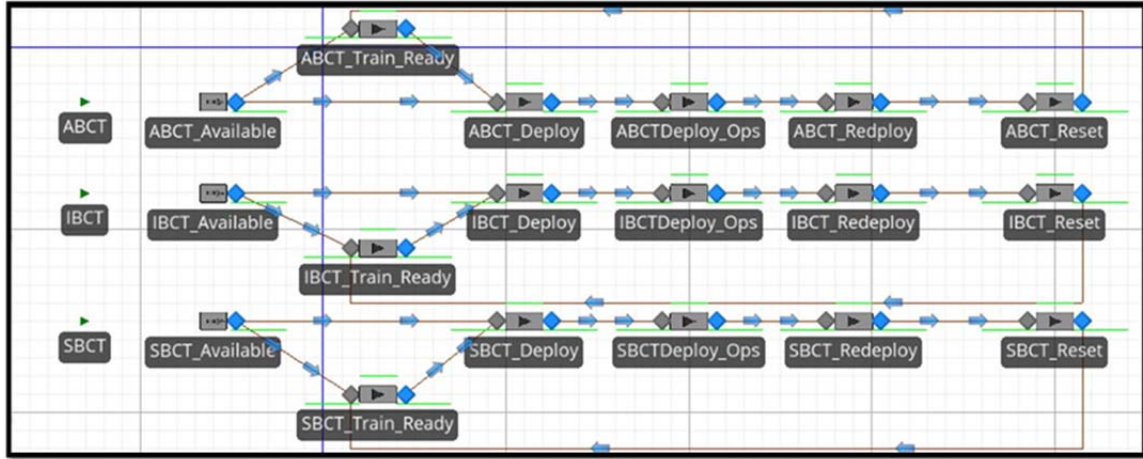 ABCT_Train_Ready
ABCT
ABCT_Available
ABCT_Deploy
ABCTDeploy_Ops
ABCT_Redploy
ABCT_Reset
IBCT
IBCT_Available
IBCT_Deploy
IBCTDeploy_Ops
IBCT_Redeploy
IBCT_Reset
IBCT_Train_Ready
SBCT
SBCT_Available
SBCT_Deploy
SBCTDeploy_Ops
SBCT_Redeploy
SBCT_Reset
SBCT_Train_Ready